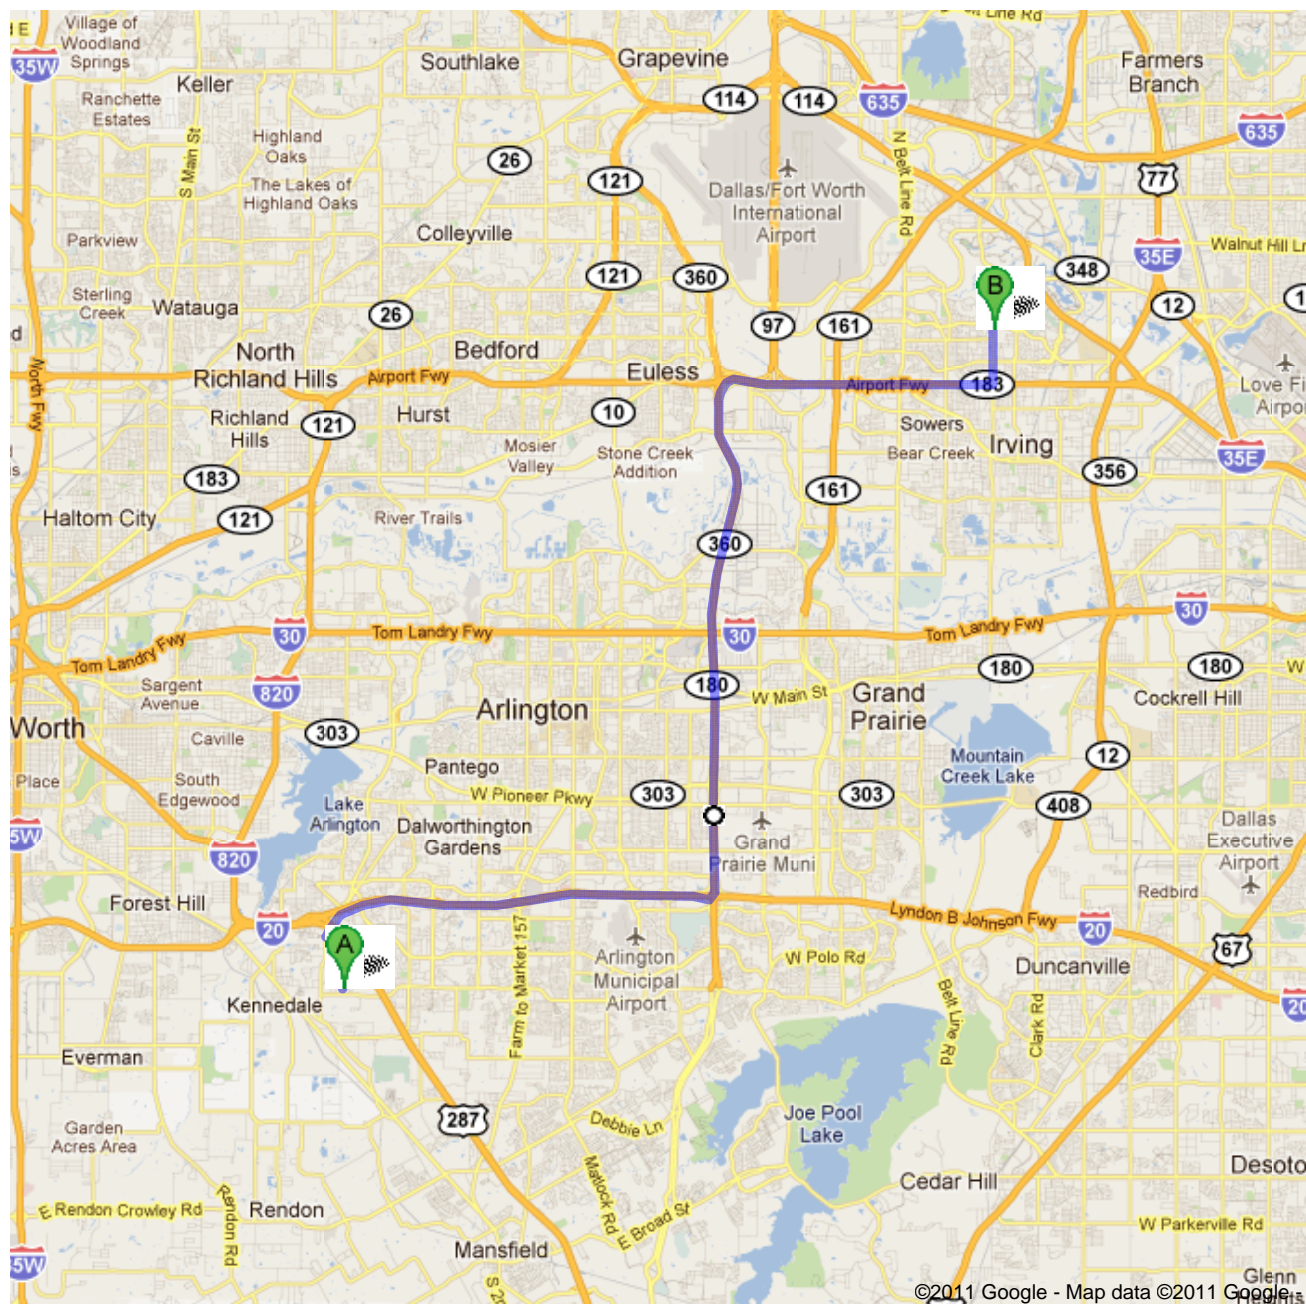 Village of
Woodland
Springs
E
35W
Keller
Southlake
Grapevine
Line Rd
Farmers
Branch
Ranchette
Estates
114
114
635
635
Highland
Oaks
S Main St
26
N Belt Line Rd
The Lakes of
Highland Oaks
121
77
Dallas/Fort Worth
International
Airport
Parkview
Colleyville
Walnut Hill Ln
35E
121
360
348
B
Sterling
Creek
Watauga
26
97
161
12
North
Richland Hills
Bedford
Euless
Airport Fwy
Airport Fwy
183
North Fwy
Richland
Hills
121
Hurst
10
Sowers
Irving
Mosier
Valley
Stone Creek
Addition
Bear Creek
35E
183
161
356
Haltom City
121
River Trails
360
30
Tom Landry Fwy
30
Tom Landry Fwy
30
Tom Landry Fwy
180
180
180
Sargent
Avenue
820
W Main St
Grand
Prairie
Cockrell Hill
Arlington
Worth
303
Caville
Mountain
Creek Lake
12
Place
South
Edgewood
Pantego
W Pioneer Pkwy
303
303
408
Lake
Arlington
Dalworthington
Gardens
Grand
Prairie Muni
Dallas
Executive
Airport
5W
820
Redbird
Forest Hill
20
Lyndon B Johnson Fwy
20
67
A
Farm to Market 157
Arlington
Municipal
Airport
W Polo Rd
Duncanville
Kennedale
Belt Line Rd
Clark Rd
20
Everman
287
Debbie Ln
Joe Pool
Lake
Garden
Acres Area
Matlock Rd
Desoto
Cedar Hill
E Rendon Crowley Rd
Rendon Rd
Rendon
E Broad St
W Parkerville Rd
Mansfield
5W
Glenn
Heights
©2011 Google - Map data ©2011 Google -